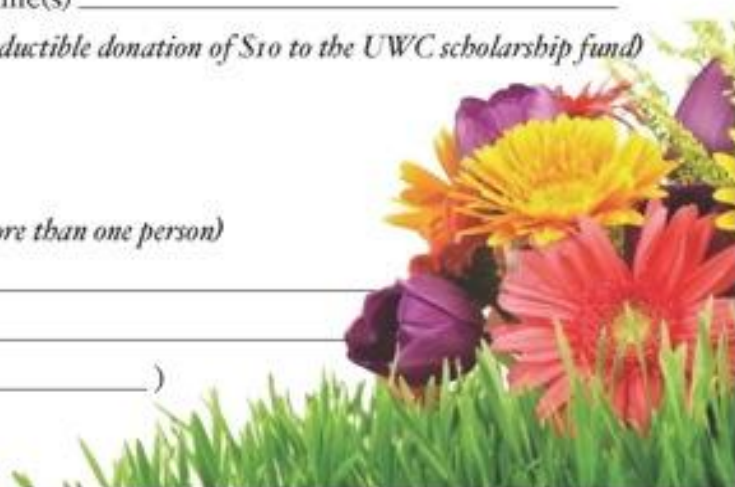 ductible donation of $10 to the UWC scholarship fund)
ore than one person)
)